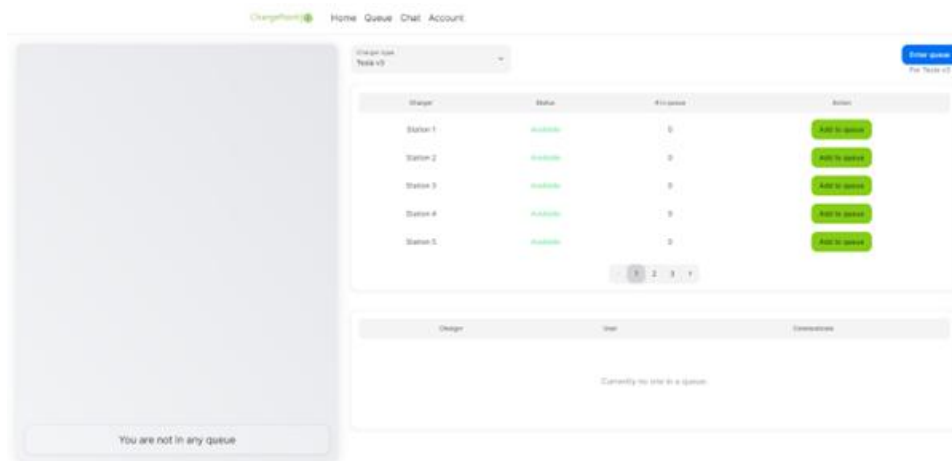 ChargePoint Home Queue Chat Account
Charger type
Tesla v3
Enter queue
For Tesla v3
Charger Status # in queue Action
Station 1 Available 0 Add to queue
Station 2 Available 0 Add to queue
Station 3 Available 0 Add to queue
Station 4 Available 0 Add to queue
Station 5 Available 0 Add to queue
1 2 3
Charger User
Currently no one in a queue.
You are not in any queue